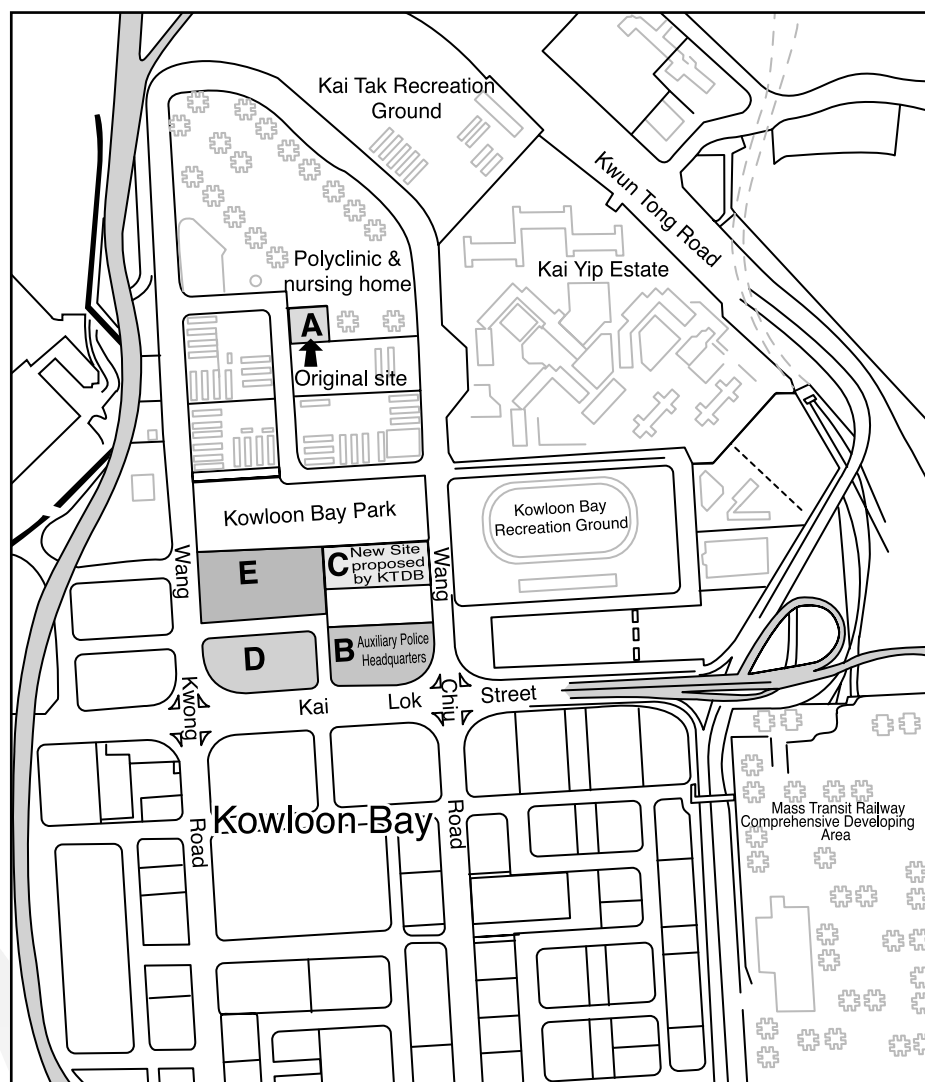 Kai Tak Recreation
Ground
Kwun Tong Road
Polyclinic &
nursing home
Kai Yip Estate
A
Original site
Kowloon Bay Park
Kowloon Bay
Recreation Ground
Wang
E
C
New Site
proposed
by KTDB
Wang
D
B
Auxiliary Police
Headquarters
Kwong
Kai
Lok
Chiu
Street
Kowloon Bay
Road
Road
Mass Transit Railway
Comprehensive Developing
Area